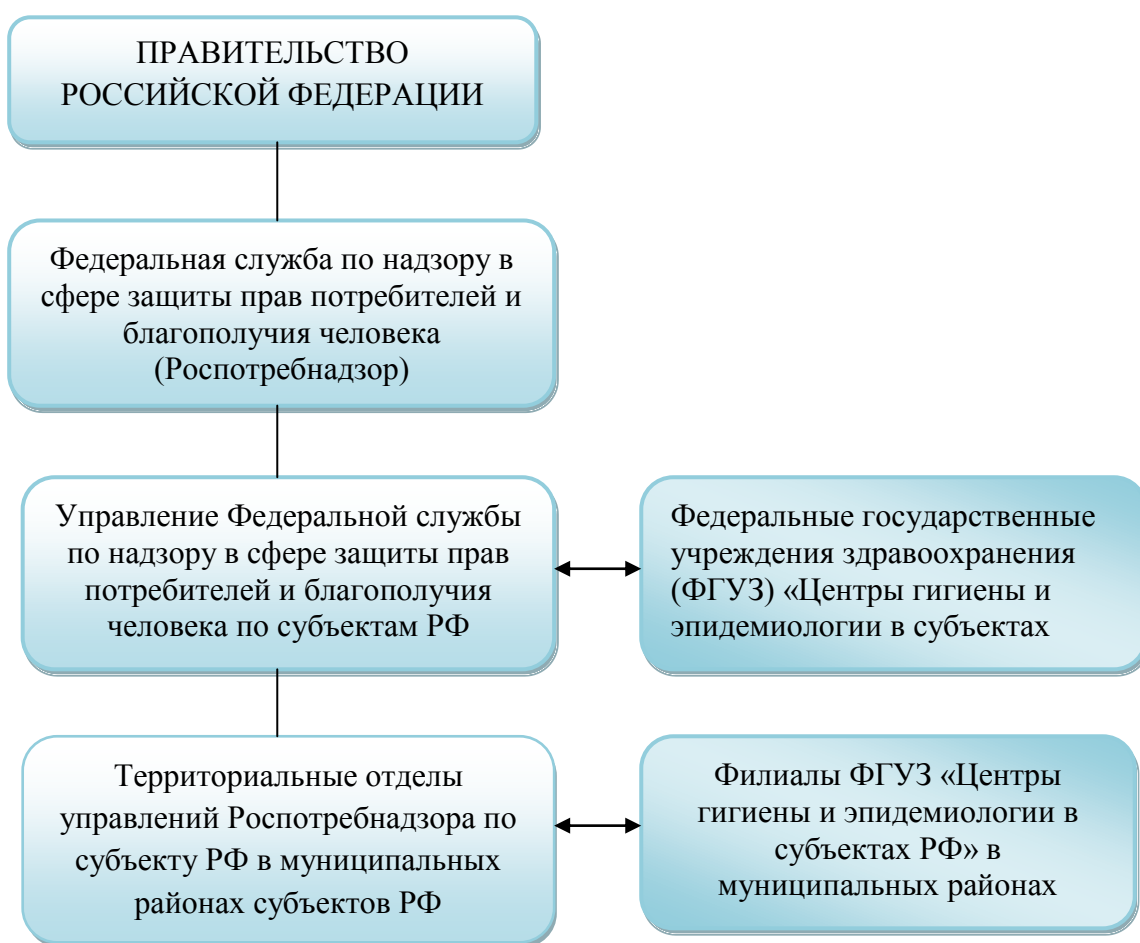 ПРАВИТЕЛЬСТВО
РОССИЙСКОЙ ФЕДЕРАЦИИ
Федеральная служба по надзору в
сфере защиты прав потребителей и
благополучия человека
(Роспотребнадзор)
Управление Федеральной службы
по надзору в сфере защиты прав
потребителей и благополучия
человека по субъектам РФ
Федеральные государственные
учреждения здравоохранения
(ФГУЗ) «Центры гигиены и
эпидемиологии в субъектах
Территориальные отделы
управлений Роспотребнадзора по
субъекту РФ в муниципальных
районах субъектов РФ
Филиалы ФГУЗ «Центры
гигиены и эпидемиологии в
субъектах РФ» в
муниципальных районах